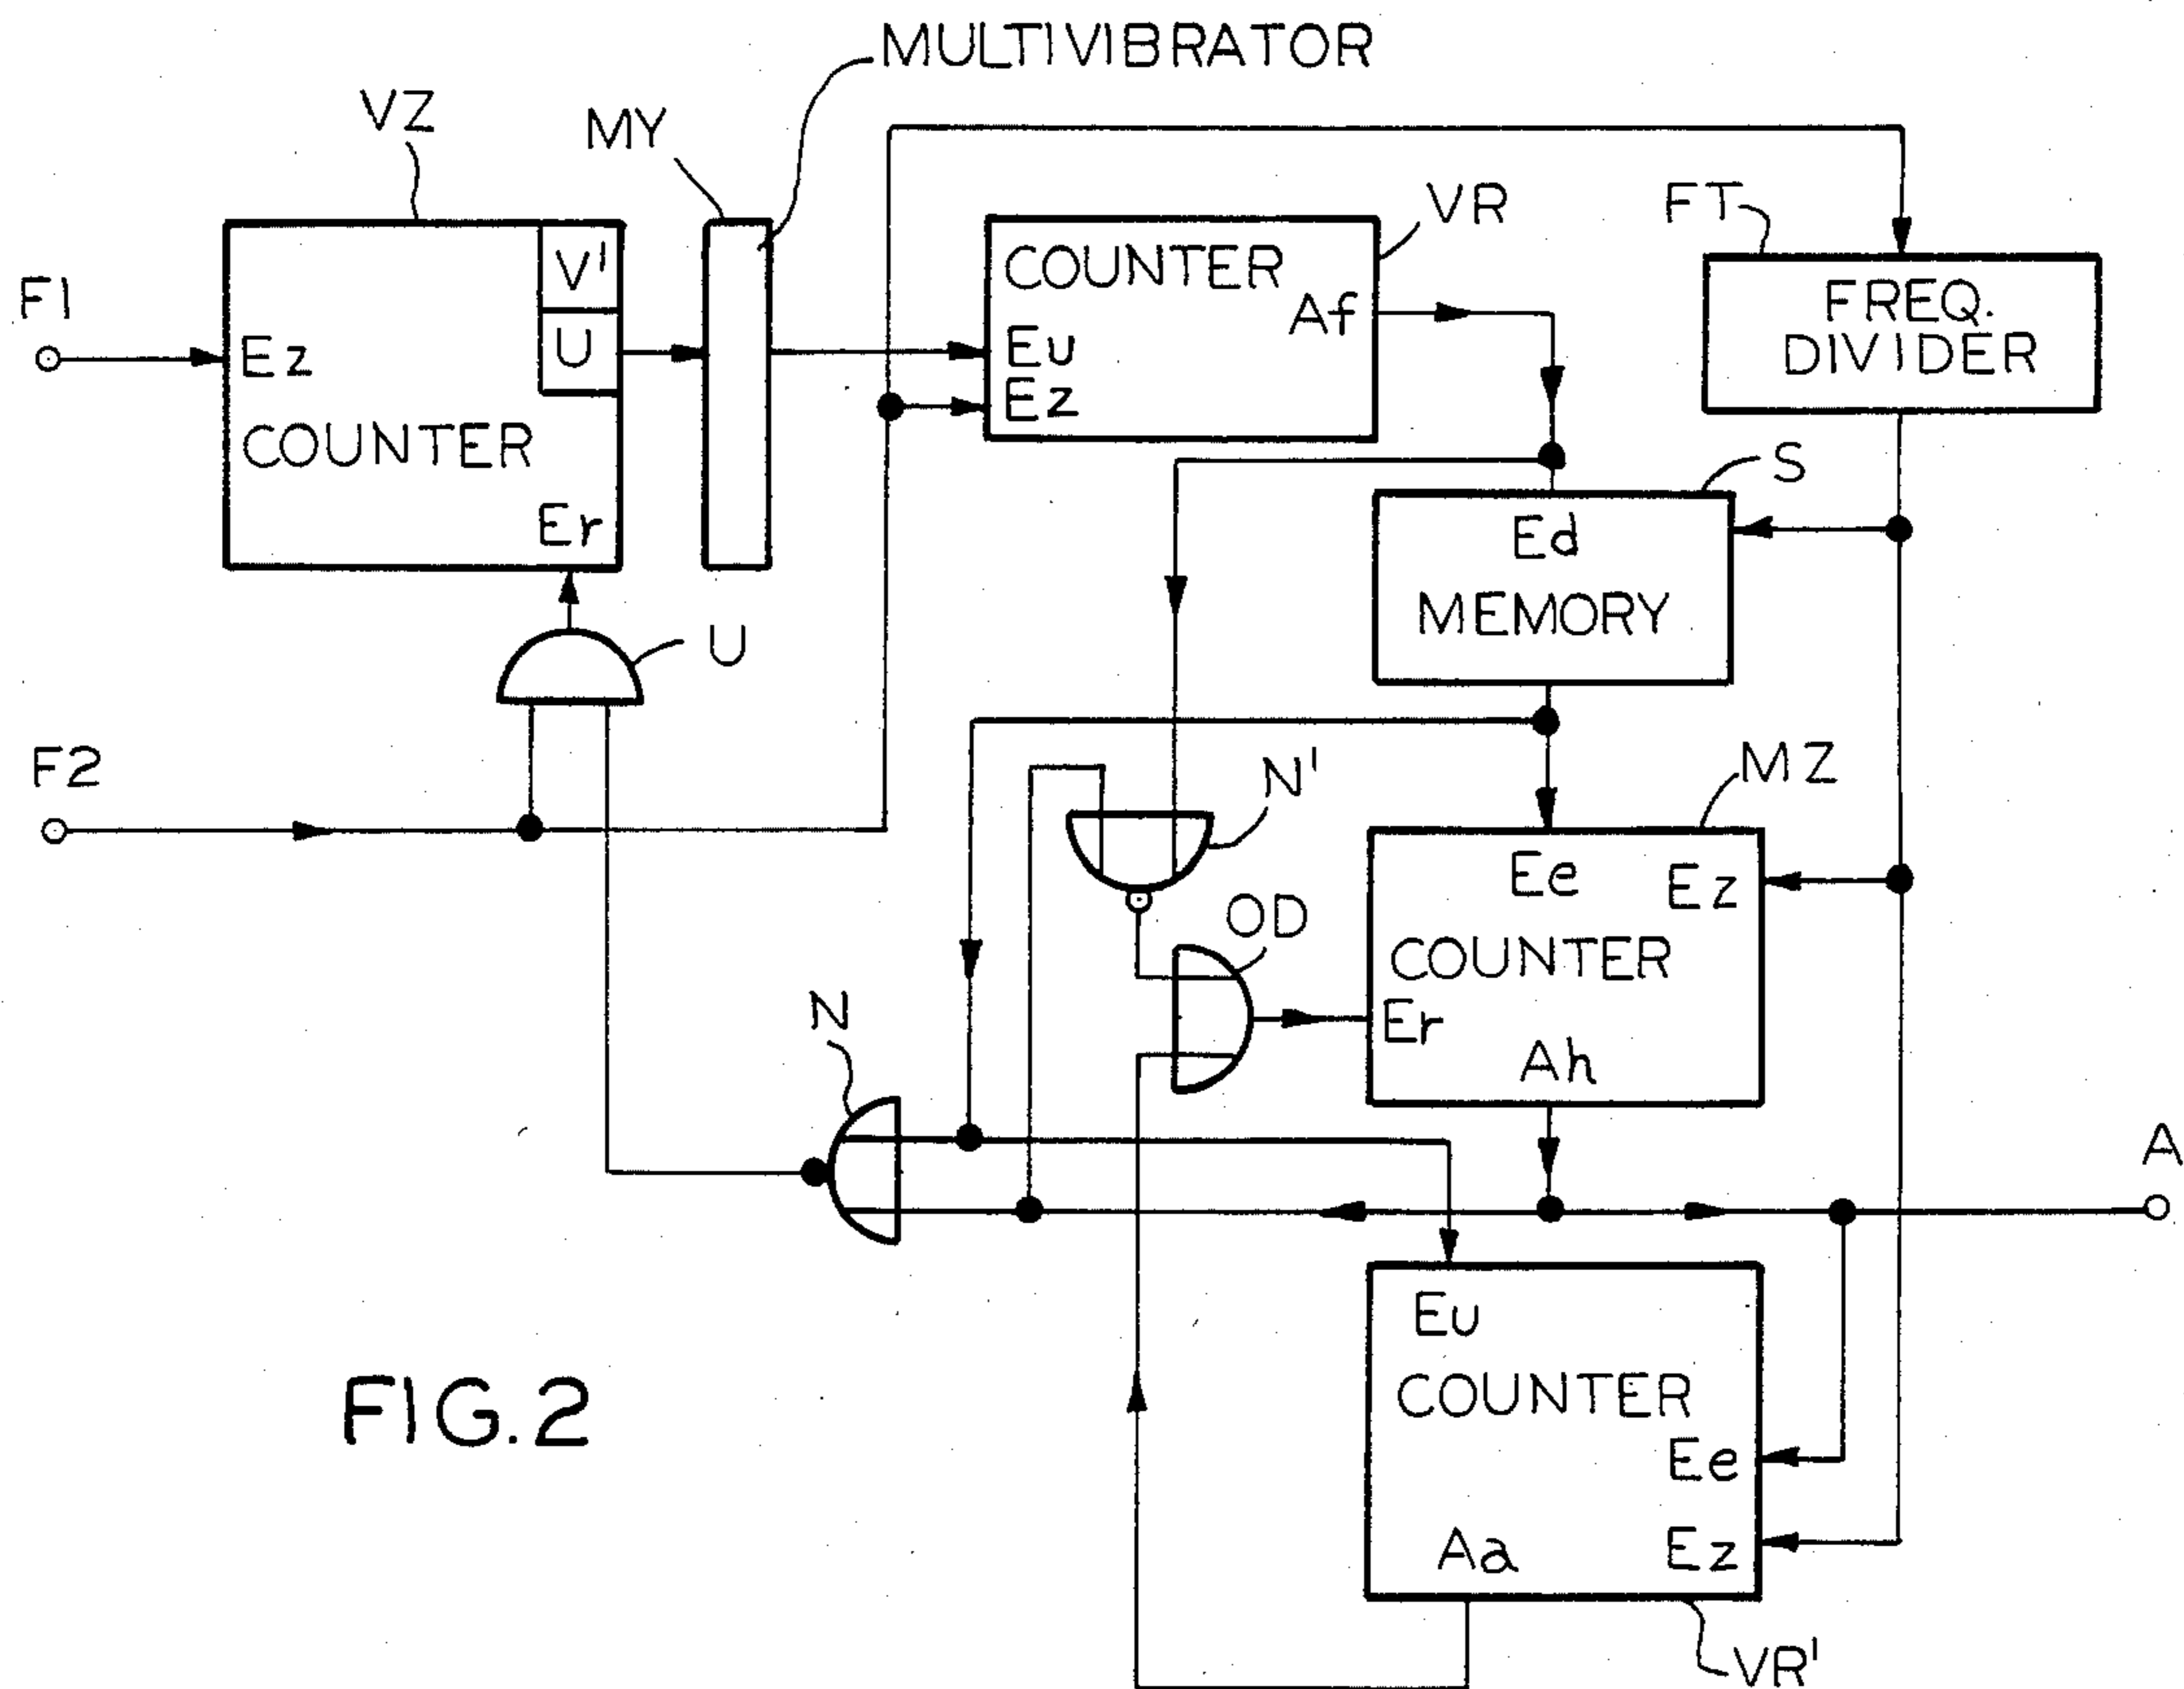 MULTIVIBRATOR
VZ
MY
VR
FT
F1
V'
U
Ez
COUNTER
Er
COUNTER
Af
Eu
Ez
FREQ.
DIVIDER
S
Ed
MEMORY
U
F2
N'
MZ
Ee
Ez
COUNTER
Er
Ah
OD
N
A
Eu
COUNTER
Ee
Aa
Ez
VR'
FIG.2